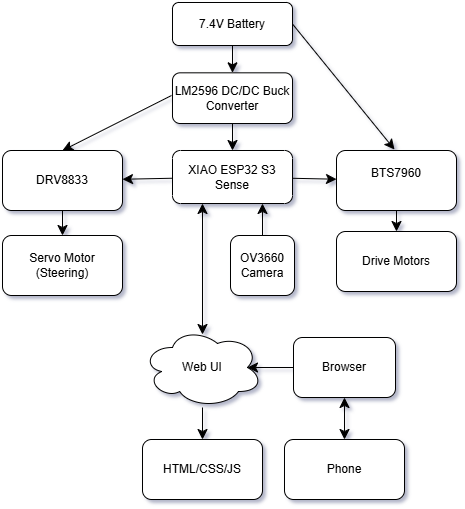 7.4V Battery
LM2596 DC/DC Buck
Converter
DRV8833
XIAO ESP32 S3
Sense
BTS7960
Servo Motor
(Steering)
OV3660
Camera
Drive Motors
Web UI
Browser
HTML/CSS/JS
Phone